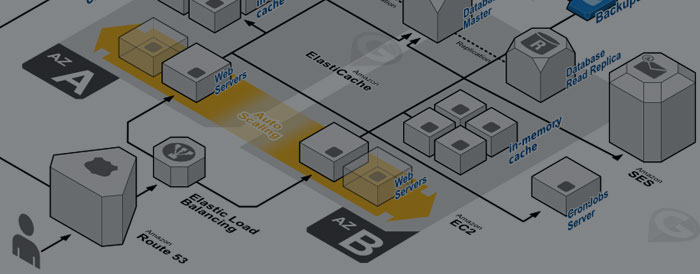 Database
Master
Backups
cache
Replication
R
Database
Read Replica
Web
Servers
AZ
A
Amazon
ElastiCache
Auto
Scaling
in-memory
cache
Amazon
SES
Web
Servers
CronJobs
Server
Elastic Load
Balancing
Amazon
EC2
AZ
B
Amazon
Route 53